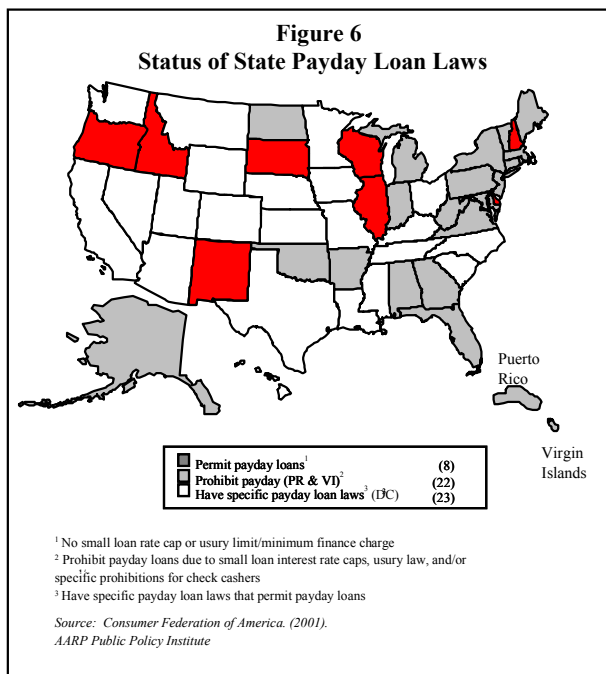 Figure 6
Status of State Payday Loan Laws
Puerto
Rico
Virgin
Islands
Permit payday loans¹ (8)
Prohibit payday (PR & VI)² (22)
Have specific payday loan laws³ (DC) (23)
¹ No small loan rate cap or usury limit/minimum finance charge
² Prohibit payday loans due to small loan interest rate caps, usury law, and/or
specific prohibitions for check cashers
³ Have specific payday loan laws that permit payday loans
Source: Consumer Federation of America. (2001).
AARP Public Policy Institute